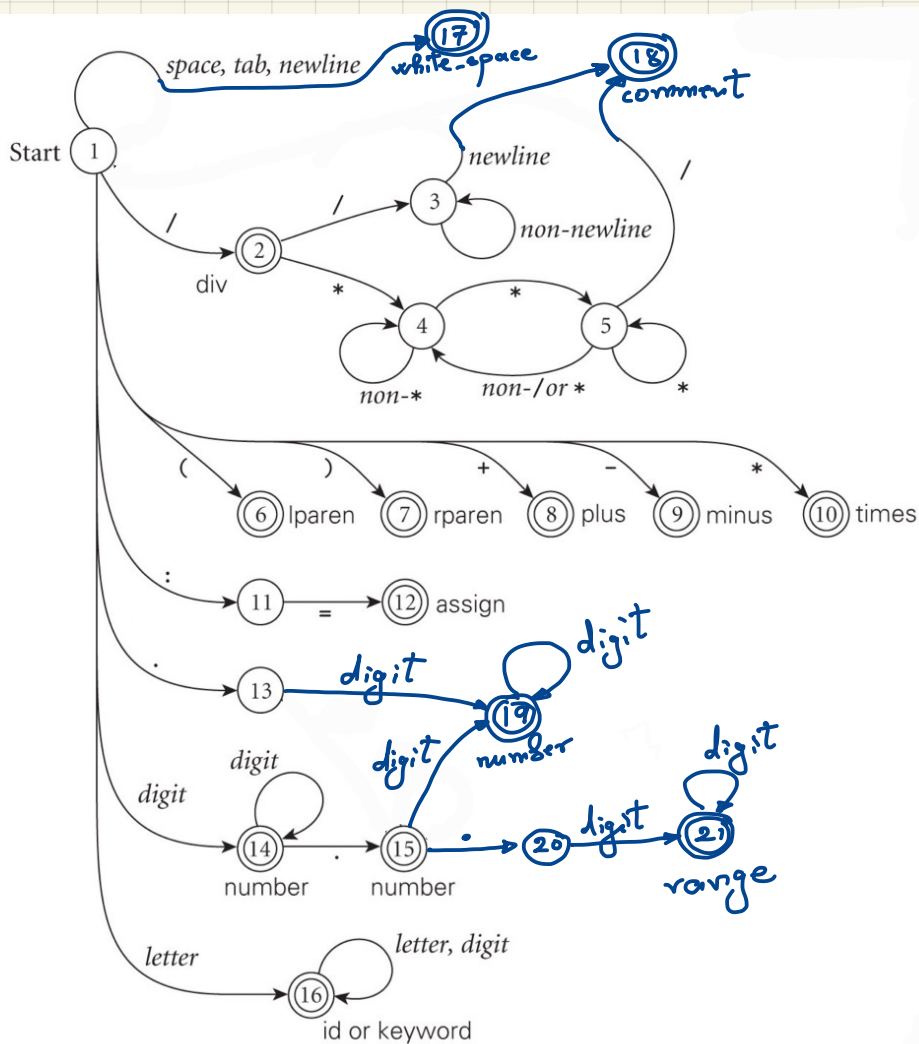 17
space, tab, newline
white_space
18
comment
Start 1
newline
/
/
3
/
non-newline
2
div
*
*
4
5
non-*
non-/or *
*
(
)
+
-
*
6 lparen
7 rparen
8 plus
9 minus
10 times
:
11
=
12 assign
.
13
digit
digit
19
number
digit
digit
digit
digit
14
.
15
.
20
digit
21
number
number
range
letter
letter, digit
16
id or keyword